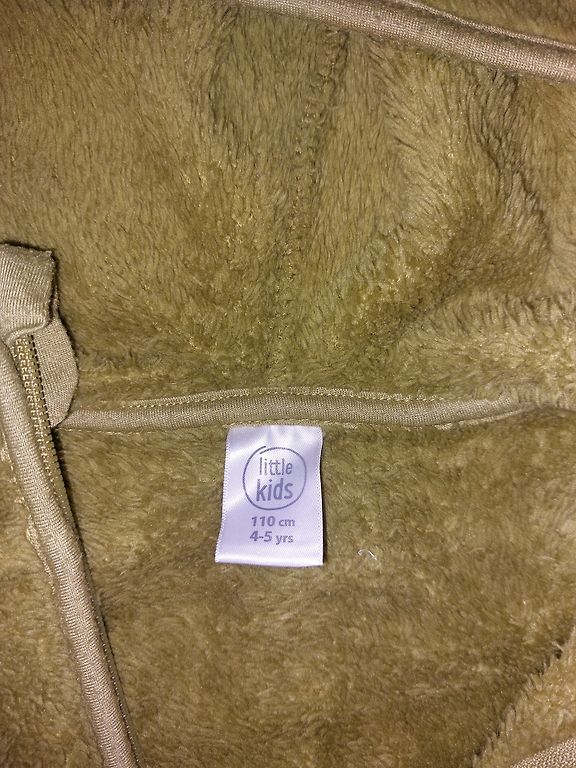 little
kids
110 cm
4-5 yrs